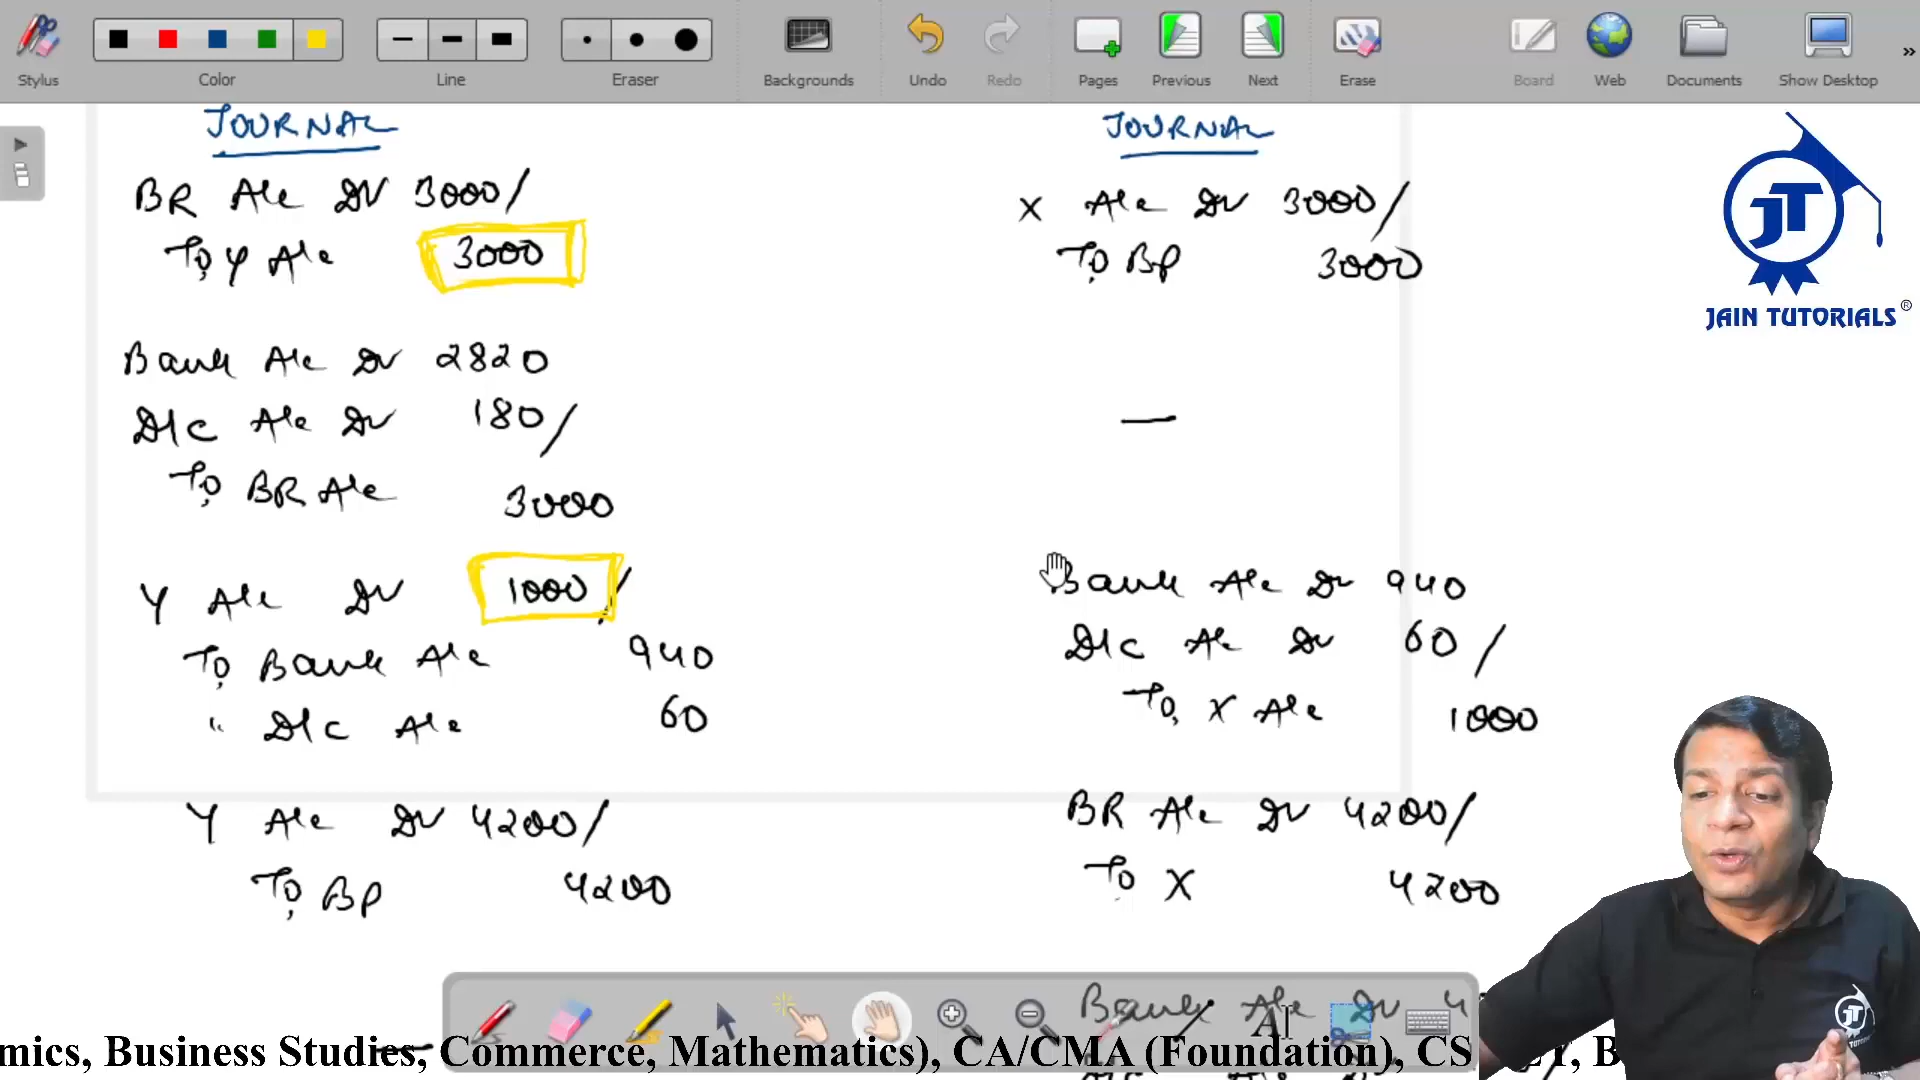 Stylus
Color
Line
Eraser
Backgrounds
Undo
Redo
Pages
Previous
Next
Erase
Board
Web
Documents
Show Desktop
»
JOURNAL
BR A/c Dr 3000/
To Y A/c 3000
Bank A/c Dr 2820
D/c A/c Dr 180/
To BR A/c 3000
Y A/c Dr 1000/
To Bank A/c 940
" D/c A/c 60
Y A/c Dr 4200/
To BP 4200
JOURNAL
X A/c Dr 3000/
To BP 3000
—
Bank A/c Dr 940
D/c A/c Dr 60/
To X A/c 1000
BR A/c Dr 4200/
To X 4200
Bank A/c Dr 4
JT
JAIN TUTORIALS®
mics, Business Studies, Commerce, Mathematics), CA/CMA (Foundation), CS